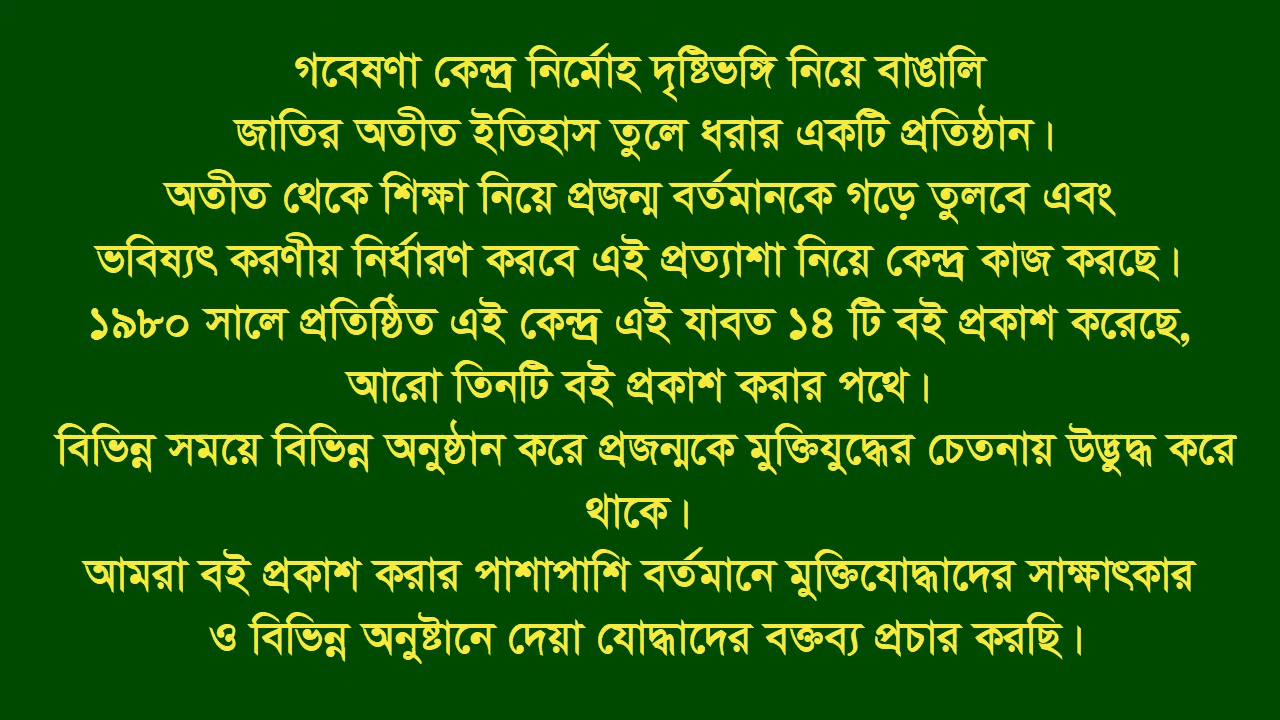 গবেষণা কেন্দ্র নির্মোহ দৃষ্টিভঙ্গি নিয়ে বাঙালি
জাতির অতীত ইতিহাস তুলে ধরার একটি প্রতিষ্ঠান।
অতীত থেকে শিক্ষা নিয়ে প্রজন্ম বর্তমানকে গড়ে তুলবে এবং
ভবিষ্যৎ করণীয় নির্ধারণ করবে এই প্রত্যাশা নিয়ে কেন্দ্র কাজ করছে।
১৯৮০ সালে প্রতিষ্ঠিত এই কেন্দ্র এই যাবত ১৪ টি বই প্রকাশ করেছে,
আরো তিনটি বই প্রকাশ করার পথে।
বিভিন্ন সময়ে বিভিন্ন অনুষ্ঠান করে প্রজন্মকে মুক্তিযুদ্ধের চেতনায় উদ্ভুদ্ধ করে
থাকে।
আমরা বই প্রকাশ করার পাশাপাশি বর্তমানে মুক্তিযোদ্ধাদের সাক্ষাৎকার
ও বিভিন্ন অনুষ্টানে দেয়া যোদ্ধাদের বক্তব্য প্রচার করছি।